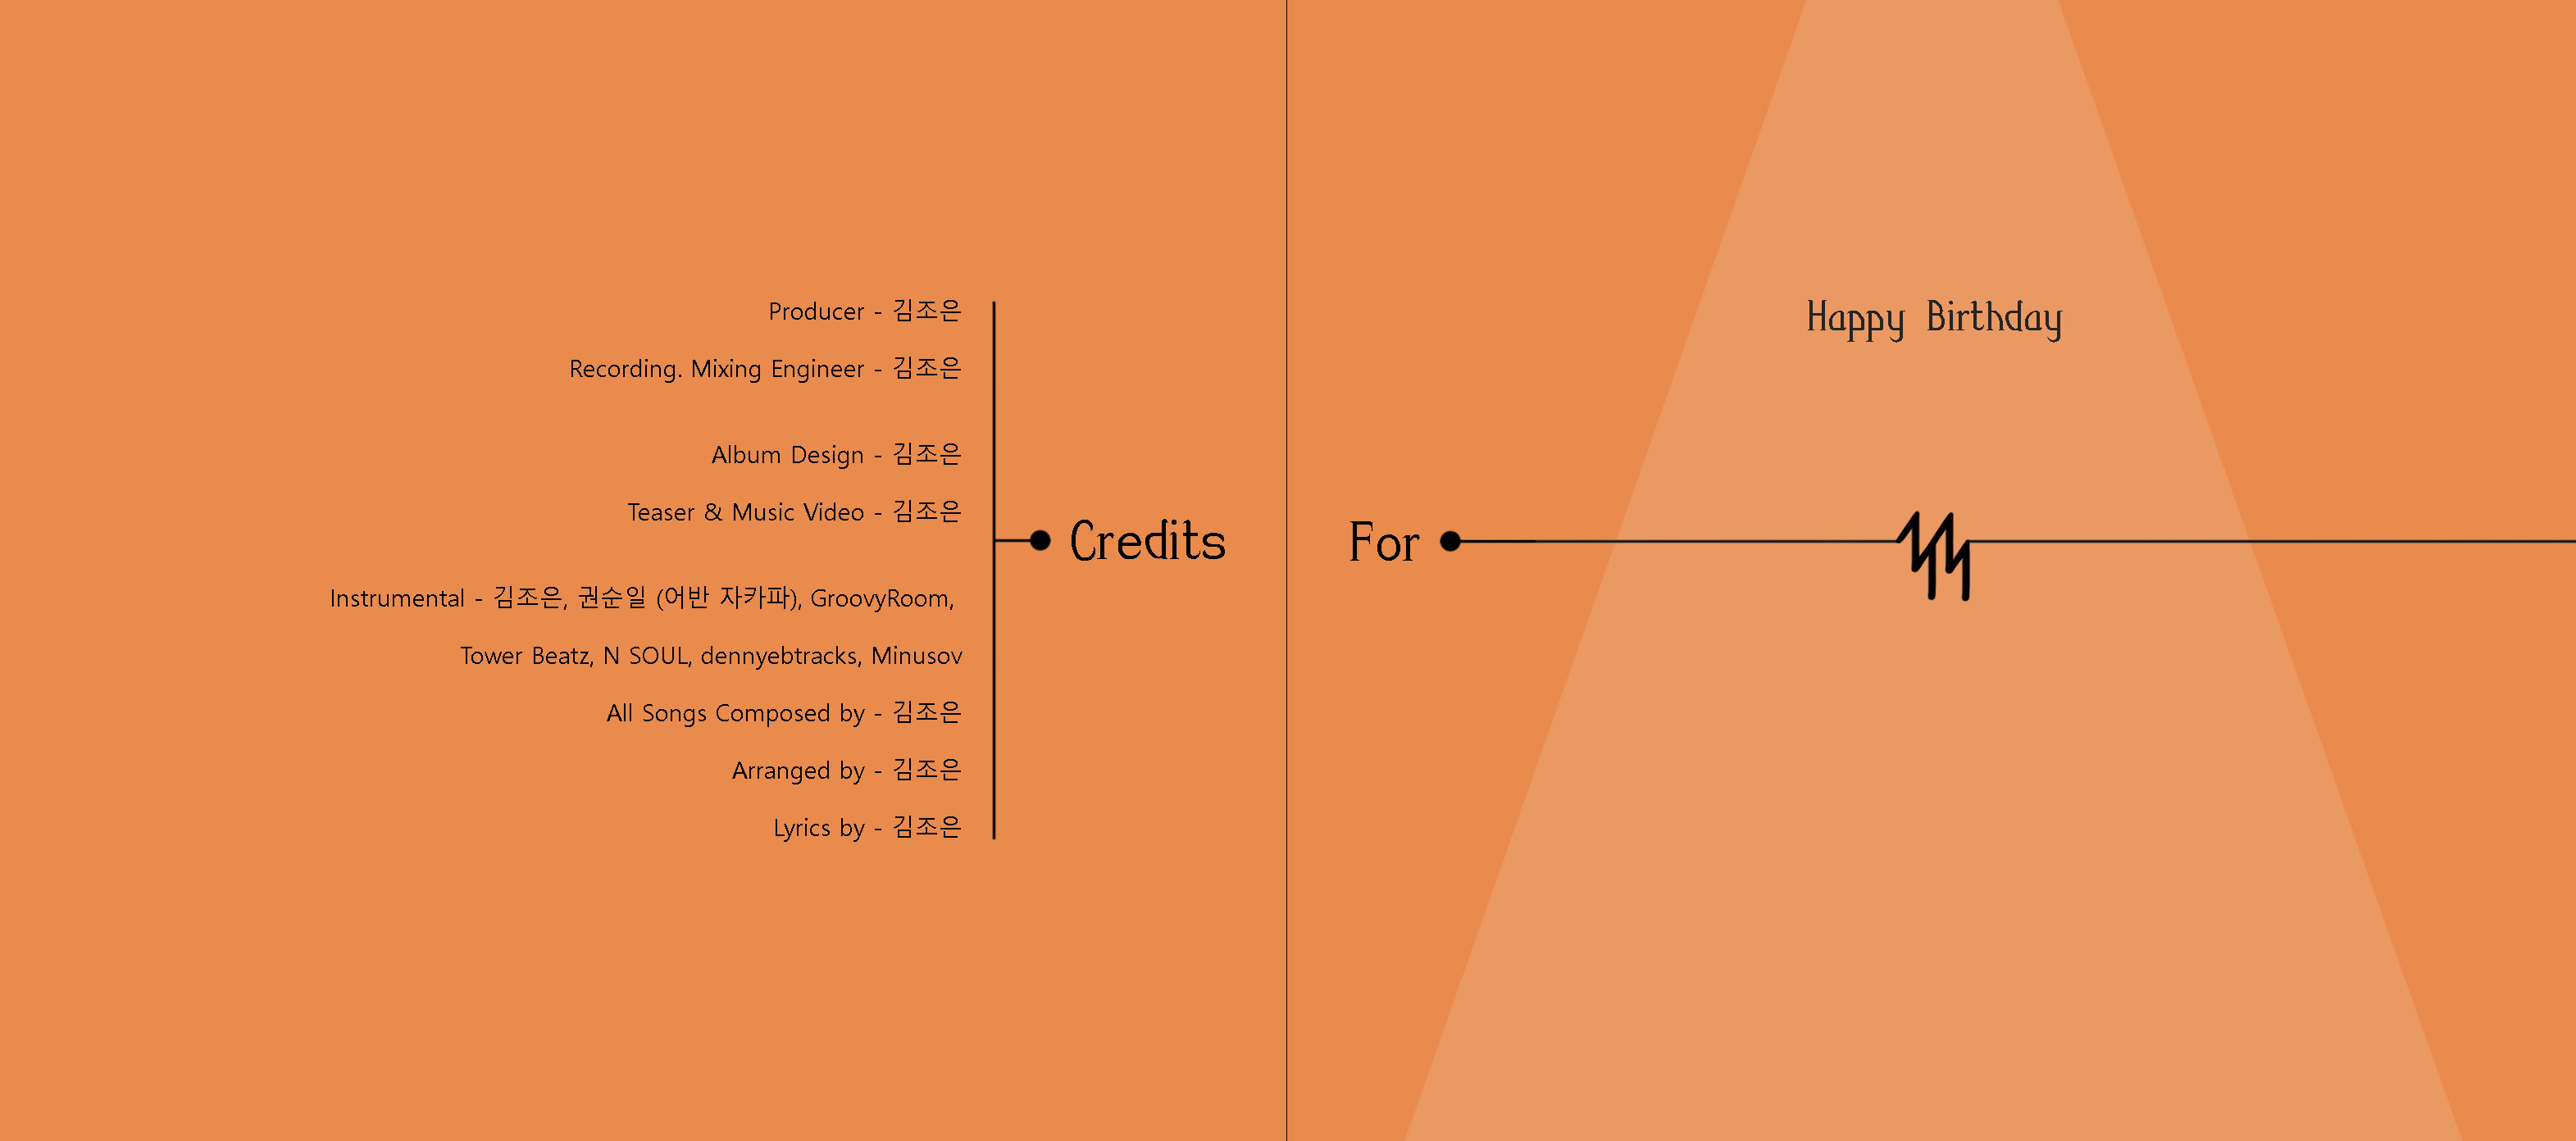 Producer - 김조은
Recording. Mixing Engineer - 김조은
Album Design - 김조은
Teaser & Music Video - 김조은
Credits
Instrumental - 김조은, 권순일 (어반 자카파), GroovyRoom,
Tower Beatz, N SOUL, dennyebtracks, Minusov
All Songs Composed by - 김조은
Arranged by - 김조은
Lyrics by - 김조은
Happy Birthday
For